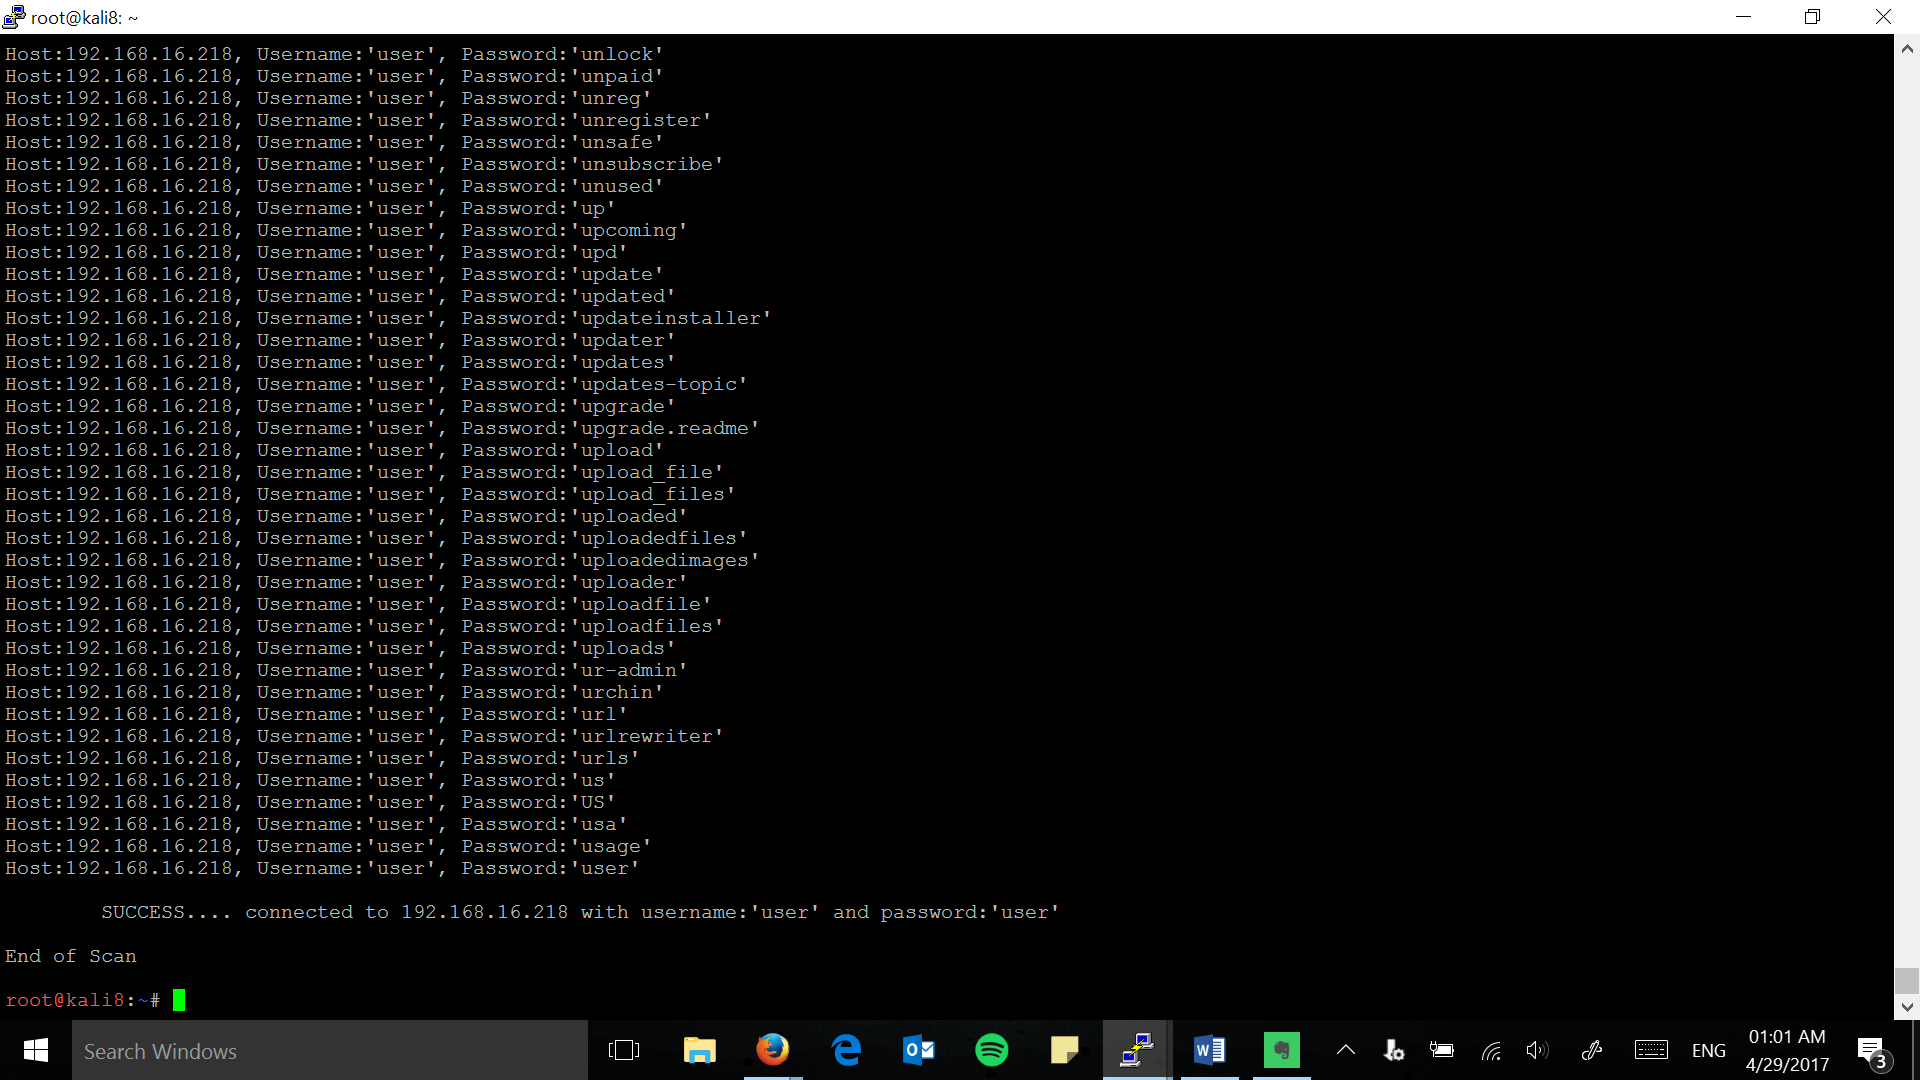 root@kali8: ~
Host:192.168.16.218, Username:'user', Password:'unlock'
Host:192.168.16.218, Username:'user', Password:'unpaid'
Host:192.168.16.218, Username:'user', Password:'unreg'
Host:192.168.16.218, Username:'user', Password:'unregister'
Host:192.168.16.218, Username:'user', Password:'unsafe'
Host:192.168.16.218, Username:'user', Password:'unsubscribe'
Host:192.168.16.218, Username:'user', Password:'unused'
Host:192.168.16.218, Username:'user', Password:'up'
Host:192.168.16.218, Username:'user', Password:'upcoming'
Host:192.168.16.218, Username:'user', Password:'upd'
Host:192.168.16.218, Username:'user', Password:'update'
Host:192.168.16.218, Username:'user', Password:'updated'
Host:192.168.16.218, Username:'user', Password:'updateinstaller'
Host:192.168.16.218, Username:'user', Password:'updater'
Host:192.168.16.218, Username:'user', Password:'updates'
Host:192.168.16.218, Username:'user', Password:'updates-topic'
Host:192.168.16.218, Username:'user', Password:'upgrade'
Host:192.168.16.218, Username:'user', Password:'upgrade.readme'
Host:192.168.16.218, Username:'user', Password:'upload'
Host:192.168.16.218, Username:'user', Password:'upload_file'
Host:192.168.16.218, Username:'user', Password:'upload_files'
Host:192.168.16.218, Username:'user', Password:'uploaded'
Host:192.168.16.218, Username:'user', Password:'uploadedfiles'
Host:192.168.16.218, Username:'user', Password:'uploadedimages'
Host:192.168.16.218, Username:'user', Password:'uploader'
Host:192.168.16.218, Username:'user', Password:'uploadfile'
Host:192.168.16.218, Username:'user', Password:'uploadfiles'
Host:192.168.16.218, Username:'user', Password:'uploads'
Host:192.168.16.218, Username:'user', Password:'ur-admin'
Host:192.168.16.218, Username:'user', Password:'urchin'
Host:192.168.16.218, Username:'user', Password:'url'
Host:192.168.16.218, Username:'user', Password:'urlrewriter'
Host:192.168.16.218, Username:'user', Password:'urls'
Host:192.168.16.218, Username:'user', Password:'us'
Host:192.168.16.218, Username:'user', Password:'US'
Host:192.168.16.218, Username:'user', Password:'usa'
Host:192.168.16.218, Username:'user', Password:'usage'
Host:192.168.16.218, Username:'user', Password:'user'
SUCCESS.... connected to 192.168.16.218 with username:'user' and password:'user'
End of Scan
root@kali8:~#
Search Windows
ENG
01:01 AM
4/29/2017
3